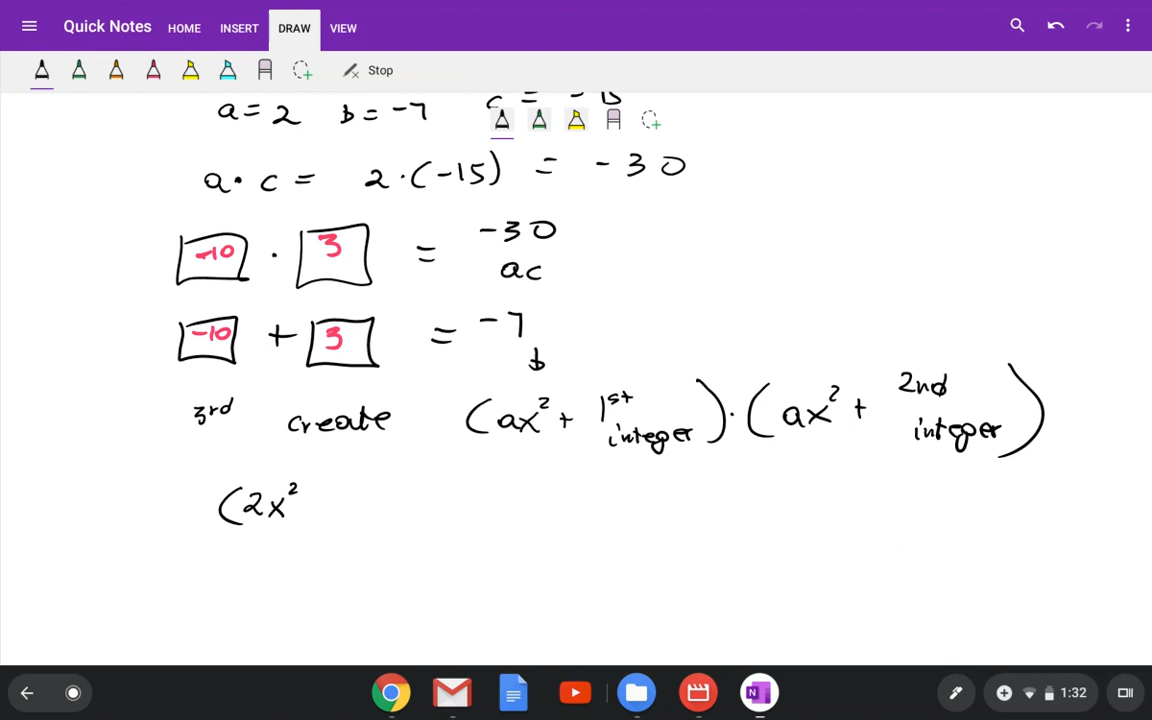 Quick Notes HOME INSERT DRAW VIEW
Stop
a = 2 b = -7 c = -15
a · c = 2 · (-15) = -30
-10 · 3 = -30
ac
-10 + 3 = -7
b
3rd create (ax² + 1st integer) · (ax² + 2nd integer)
(2x²
1:32